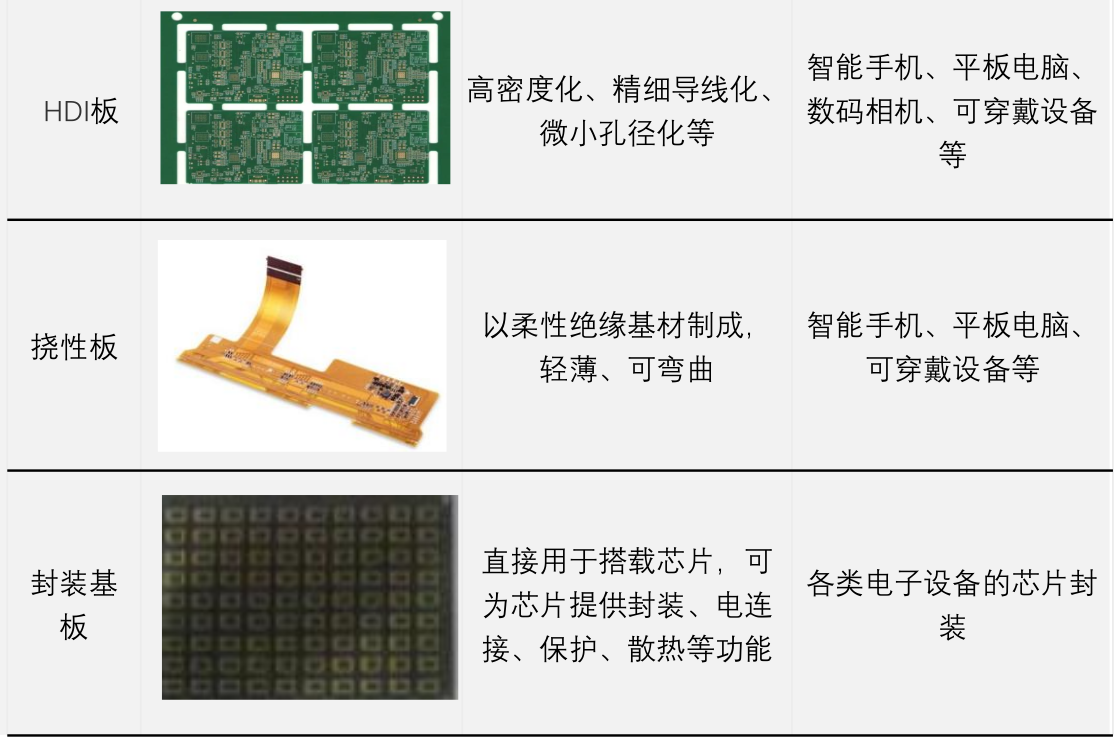 HDI板
高密度化、精细导线化、
微小孔径化等
智能手机、平板电脑、
数码相机、可穿戴设备
等
挠性板
以柔性绝缘基材制成，
轻薄、可弯曲
智能手机、平板电脑、
可穿戴设备等
封装基
板
直接用于搭载芯片，可
为芯片提供封装、电连
接、保护、散热等功能
各类电子设备的芯片封
装